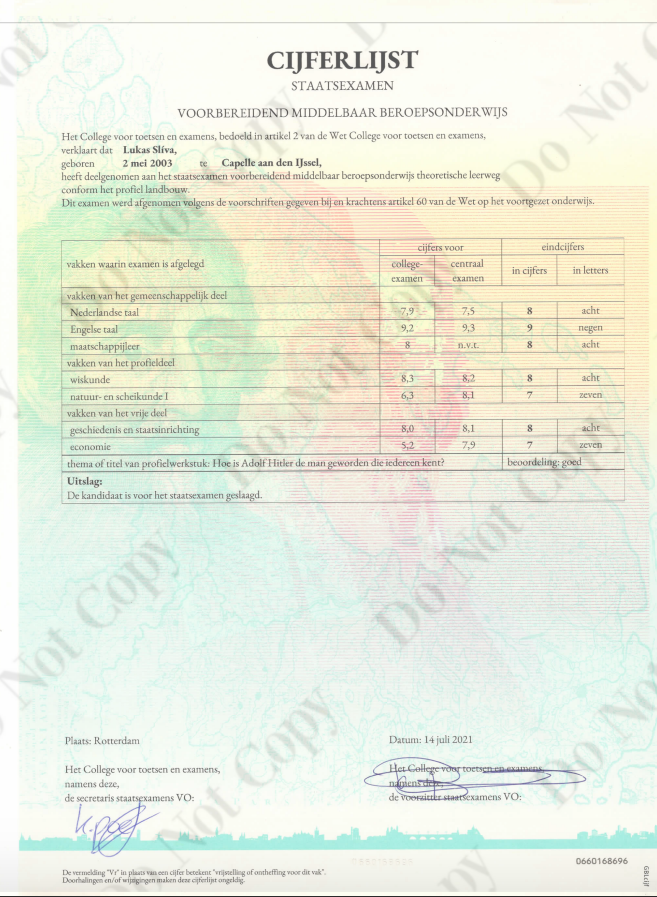 CIJFERLIJST
STAATSEXAMEN
VOORBEREIDEND MIDDELBAAR BEROEPSONDERWIJS
Het College voor toetsen en examens, bedoeld in artikel 2 van de Wet College voor toetsen en examens,
verklaart dat Lukas Slíva,
geboren 2 mei 2003 te Capelle aan den IJssel,
heeft deelgenomen aan het staatsexamen voorbereidend middelbaar beroepsonderwijs theoretische leerweg
conform het profiel landbouw.
Dit examen werd afgenomen volgens de voorschriften gegeven bij en krachtens artikel 60 van de Wet op het voortgezet onderwijs.
cijfers voor eindcijfers
vakken waarin examen is afgelegd college- centraal in cijfers in letters
examen examen
vakken van het gemeenschappelijk deel
Nederlandse taal 7,9 7,5 8 acht
Engelse taal 9,2 9,3 9 negen
maatschappijleer 8 n.v.t. 8 acht
vakken van het profieldeel
wiskunde 8,3 8,2 8 acht
natuur- en scheikunde I 6,3 8,1 7 zeven
vakken van het vrije deel
geschiedenis en staatsinrichting 8,0 8,1 8 acht
economie 5,2 7,9 7 zeven
thema of titel van profielwerkstuk: Hoe is Adolf Hitler de man geworden die iedereen kent? beoordeling: goed
Uitslag:
De kandidaat is voor het staatsexamen geslaagd.
Plaats: Rotterdam Datum: 14 juli 2021
Het College voor toetsen en examens, Het College voor toetsen en examens,
namens deze, namens deze,
de secretaris staatsexamens VO: de voorzitter staatsexamens VO:
0660168696
De vermelding "Vr" in plaats van een cijfer betekent "vrijstelling of ontheffing voor dit vak".
Doorhalingen en/of wijzigingen maken deze cijferlijst ongeldig.
GBLcijf
Do Not Copy